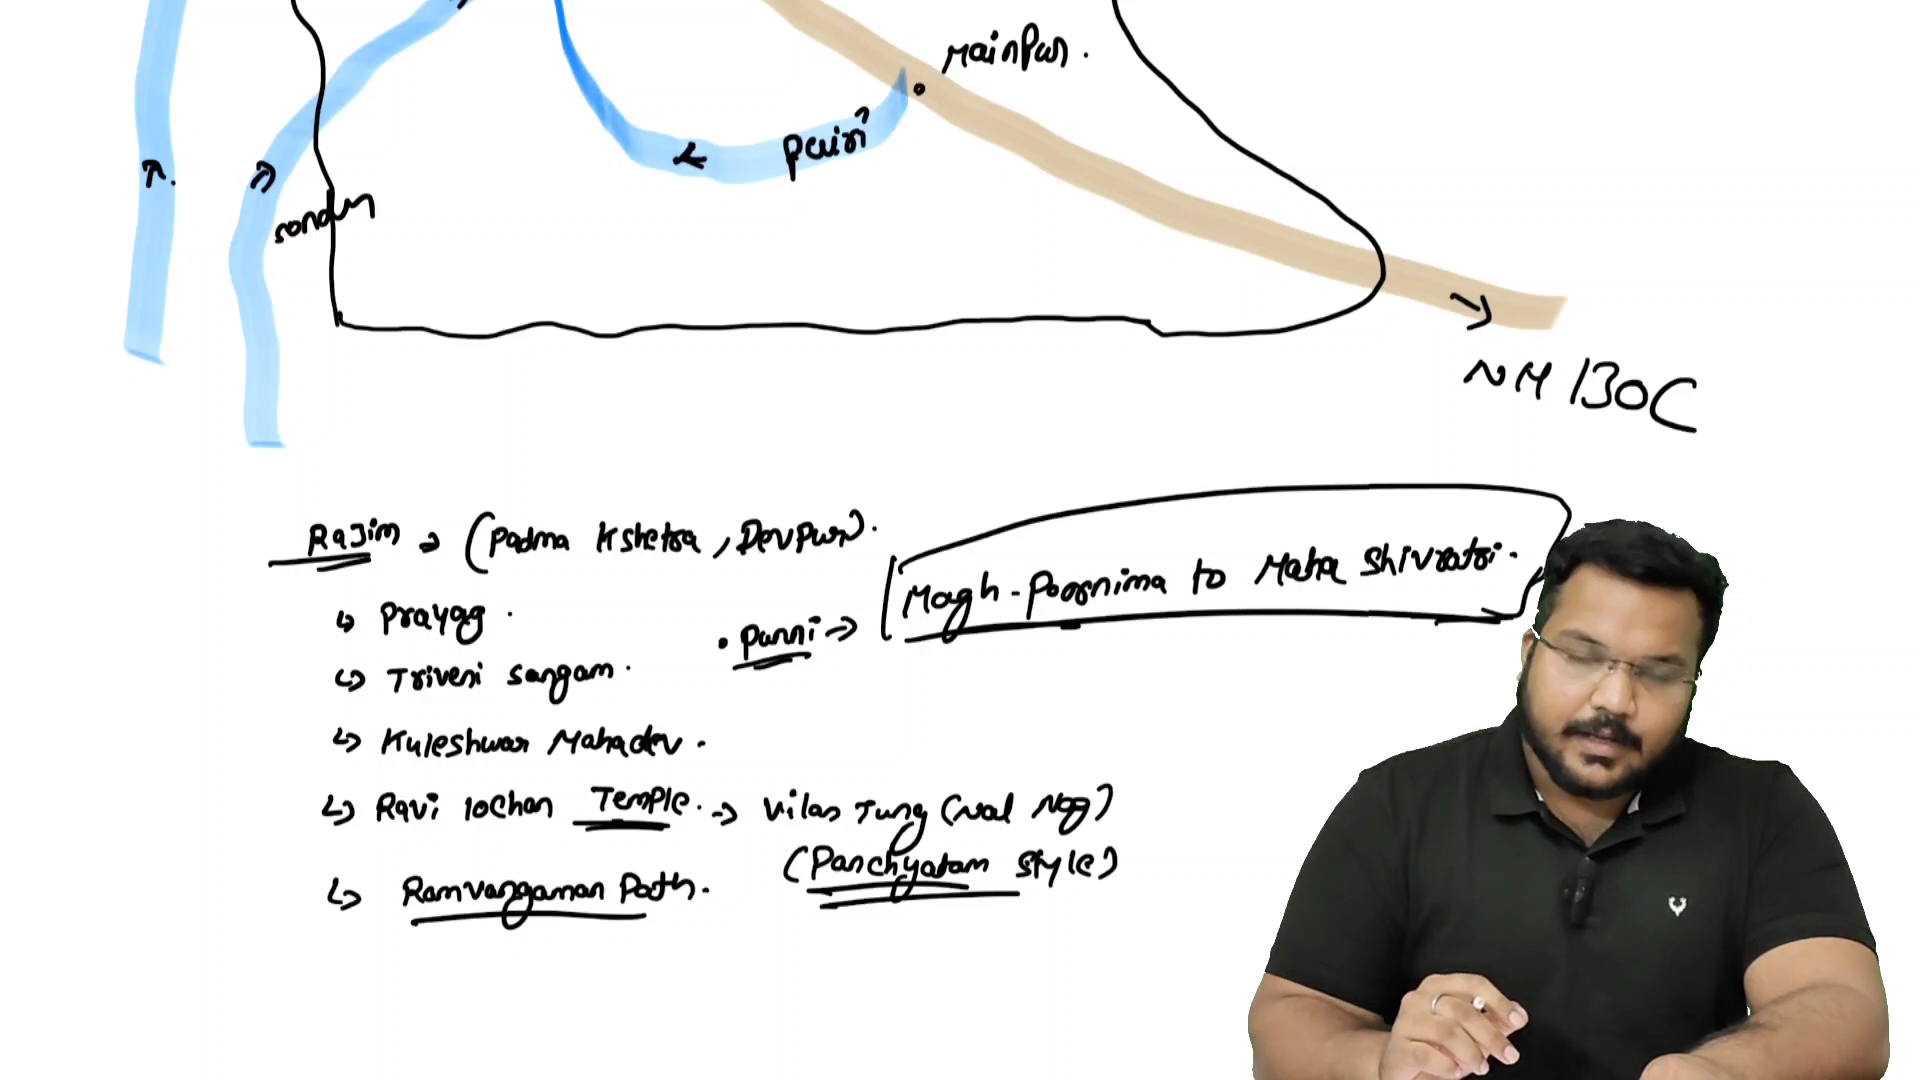 MainPur.
Pairi
sondur
NH 130C
Rajim → (Padma Kshetra, DevPur).
↳ Prayag.
• Punni → Magh-Poornima to Maha Shivratri.
↳ Triveni sangam.
↳ Kuleshwar Mahadev.
↳ Ravi lochan Temple. → Vilas Tung (Nal Nag)
(Panchyatan style)
↳ Ramvangaman Path.